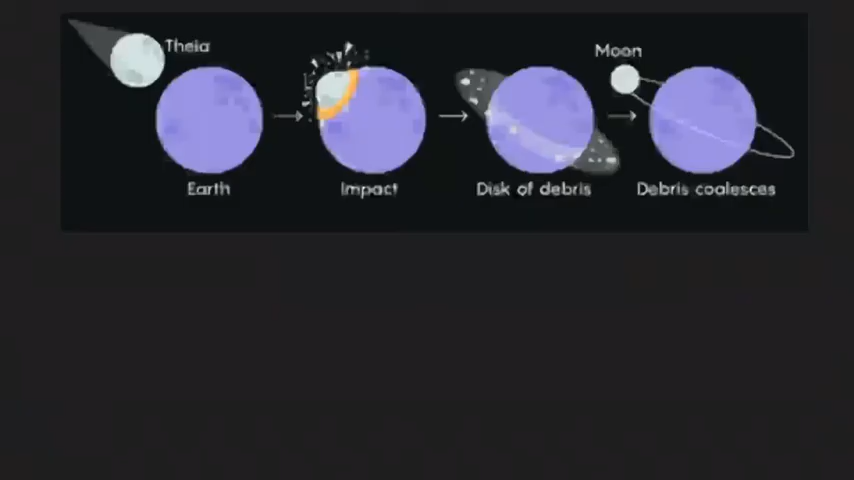 Theia
Moon
Earth
Impact
Disk of debris
Debris coalesces